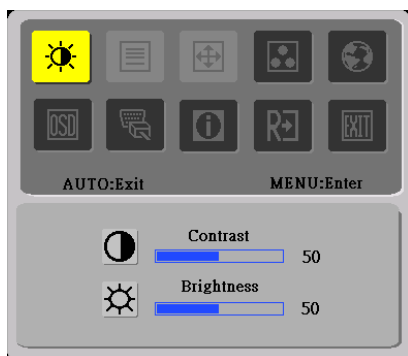 OSD
R
EXIT
AUTO:Exit MENU:Enter
Contrast
50
Brightness
50